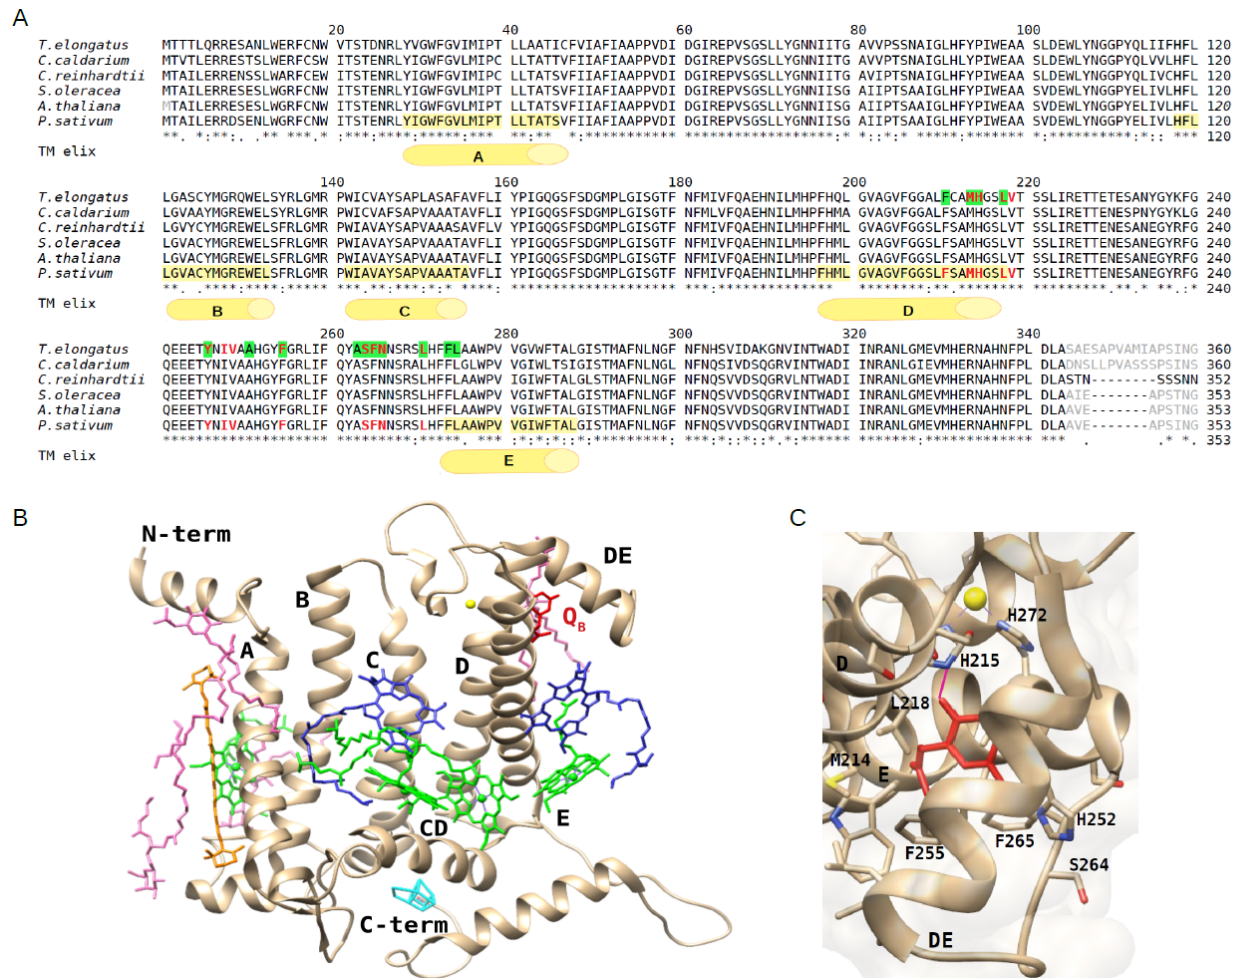 A
20 40 60 80 100
T.elongatus MTTTLQRRESANLWERFCNW VTSTDNRLYVGWFGVIMIPT LLAATICFVIAFIAAPPVDI DGIREPVSGSLLYGNNIITG AVVPSSNAIGLHFYPIWEAA SLDEWLYNGGPYQLIIFHFL 120
C.caldarium MTVTLERRESTSLWERFCSW ITSTENRLYIGWFGVLMIPC LLTATTVFIIAFIAAPPVDI DGIREPVSGSLLYGNNIITG AVIPTSNAIGLHFYPIWEAA SLDEWLYNGGPYQLVVLHFL 120
C.reinhardtii MTAILERRENSSLWARFCEW ITSTENRLYIGWFGVIMIPC LLTATSVFIIAFIAAPPVDI DGIREPVSGSLLYGNNIITG AVIPTSNAIGLHFYPIWEAA SLDEWLYNGGPYQLIVCHFL 120
S.oleracea MTAILERRESESLWGRFCNW ITSTENRLYIGWFGVLMIPT LLTATSVFIIAFIAAPPVDI DGIREPVSGSLLYGNNIISG AIIPTSAAIGLHFYPIWEAA SVDEWLYNGGPYELIVLHFL 120
A.thaliana MTAILERRESESLWGRFCNW ITSTENRLYIGWFGVLMIPT LLTATSVFIIAFIAAPPVDI DGIREPVSGSLLYGNNIISG AIIPTSAAIGLHFYPIWEAA SVDEWLYNGGPYELIVLHFL 120
P.sativum MTAILERRDSENLWGRFCNW ITSTENRLYIGWFGVLMIPT LLTATSVFIIAFIAAPPVDI DGIREPVSGSLLYGNNIISG AIIPTSAAIGLHFYPIWEAA SVDEWLYNGGPYELIVLHFL 120
120
TM elix
A
140 160 180 200 220
T.elongatus LGASCYMGRQWELSYRLGMR PWICVAYSAPLASAFAVFLI YPIGQGSFSDGMPLGISGTF NFMIVFQAEHNILMHPFHQL GVAGVFGGALFCAMHGSLVT SSLIRETTETESANYGYKFG 240
C.caldarium LGVAAYMGREWELSYRLGMR PWICVAFSAPVAAATAVFLI YPIGQGSFSDGMPLGISGTF NFMLVFQAEHNILMHPFHMA GVAGVFGGALFSAMHGSLVT SSLIRETTENESPNYGYKLG 240
C.reinhardtii LGVYCYMGREWELSFRLGMR PWIAVAYSAPVAAASAVFLV YPIGQGSFSDGMPLGISGTF NFMIVFQAEHNILMHPFHML GVAGVFGGSLFSAMHGSLVT SSLIRETTENESANEGYRFG 240
S.oleracea LGVACYMGREWELSFRLGMR PWIAVAYSAPVAAATAVFLI YPIGQGSFSDGMPLGISGTF NFMIVFQAEHNILMHPFHML GVAGVFGGSLFSAMHGSLVT SSLIRETTENESANEGYRFG 240
A.thaliana LGVACYMGREWELSFRLGMR PWIAVAYSAPVAAATAVFLI YPIGQGSFSDGMPLGISGTF NFMIVFQAEHNILMHPFHML GVAGVFGGSLFSAMHGSLVT SSLIRETTENESANEGYRFG 240
P.sativum LGVACYMGREWELSFRLGMR PWIAVAYSAPVAAATAVFLI YPIGQGSFSDGMPLGISGTF NFMIVFQAEHNILMHPFHML GVAGVFGGSLFSAMHGSLVT SSLIRETTENESANEGYRFG 240
240
TM elix
B C D
260 280 300 320 340
T.elongatus QEEETYNIVAAHGYFGRLIF QYASFNNSRSLHFFLAAWPV VGVWFTALGISTMAFNLNGF NFNHSVIDAKGNVINTWADI INRANLGMEVMHERNAHNFPL DLASAESAPVAMIAPSING 360
C.caldarium QEEETYNIVAAHGYFGRLIF QYASFNNSRALHFFLGLWPV VGIWLTSIGISTMAFNLNGL NFNQSIVDSQGRVINTWADI INRANLGIEVMHERNAHNFPL DLADNSLLPVASSSPSING 360
C.reinhardtii QEEETYNIVAAHGYFGRLIF QYASFNNSRSLHFFLAAWPV IGIWFTALGLSTMAFNLNGF NFNQSVVDSQGRVLNTWADI INRANLGMEVMHERNAHNFPL DLASTN--------SSSNN 352
S.oleracea QEEETYNIVAAHGYFGRLIF QYASFNNSRSLHFFLAAWPV VGIWFTALGISTMAFNLNGF NFNQSVVDSQGRVINTWADI INRANLGMEVMHERNAHNFPL DLAAIE--------APSTNG 353
A.thaliana QEEETYNIVAAHGYFGRLIF QYASFNNSRSLHFFLAAWPV VGIWFTALGISTMAFNLNGF NFNQSVVDSQGRVINTWADI INRANLGMEVMHERNAHNFPL DLAAVE--------APSTNG 353
P.sativum QEEETYNIVAAHGYFGRLIF QYASFNNSRSLHFFLAAWPV VGIWFTALGISTMAFNLNGF NFNQSVVDSQGRVINTWADI INRANLGMEVMHERNAHNFPL DLAAVE--------APSING 353
353
TM elix
E
B
N-term
A
B
C
D
DE
QB
CD
E
C-term
C
H272
D
H215
L218
M214
E
H252
F255
F265
S264
DE